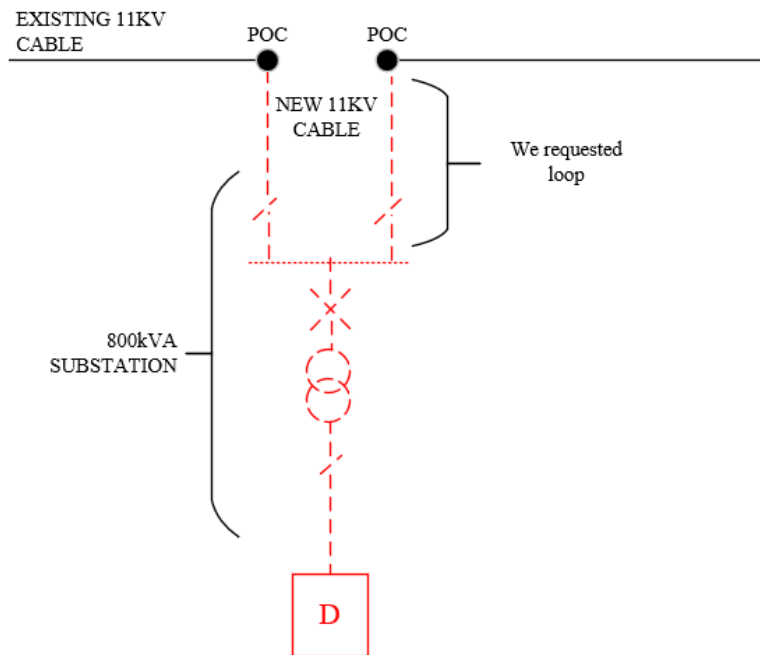 EXISTING 11KV
CABLE
POC
POC
NEW 11KV
CABLE
We requested
loop
800kVA
SUBSTATION
D